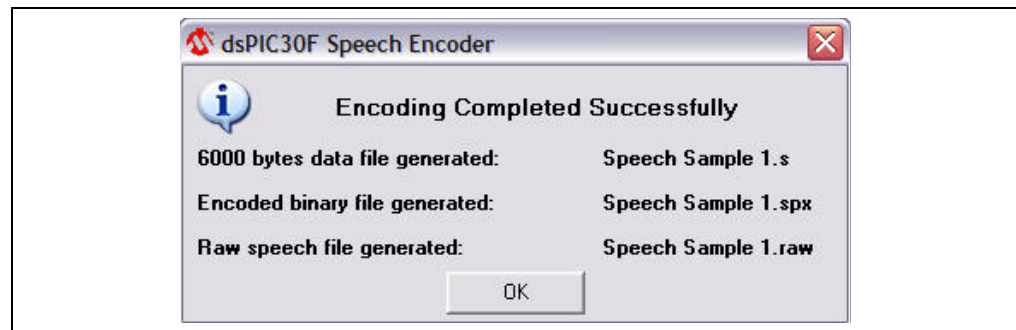 dsPIC30F Speech Encoder
Encoding Completed Successfully
6000 bytes data file generated: Speech Sample 1.s
Encoded binary file generated: Speech Sample 1.spx
Raw speech file generated: Speech Sample 1.raw
OK